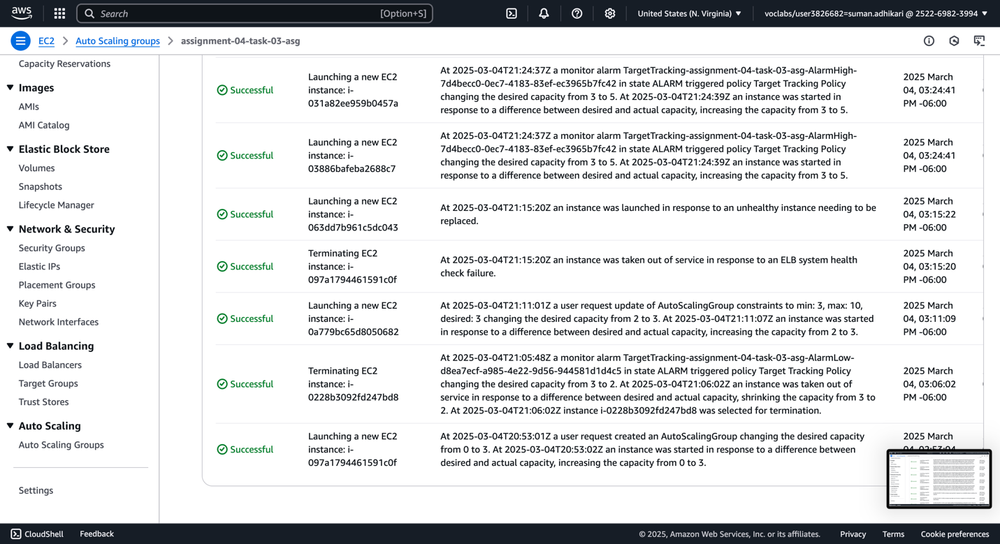 aws
Search
[Option+S]
United States (N. Virginia) ▼
voclabs/user3826682=suman.adhikari @ 2522-6982-3994 ▼
EC2
Auto Scaling groups
assignment-04-task-03-asg
Capacity Reservations
Images
AMIs
AMI Catalog
Elastic Block Store
Volumes
Snapshots
Lifecycle Manager
Network & Security
Security Groups
Elastic IPs
Placement Groups
Key Pairs
Network Interfaces
Load Balancing
Load Balancers
Target Groups
Trust Stores
Auto Scaling
Auto Scaling Groups
Settings
Successful
Launching a new EC2
instance: i-
031a82ee959b0457a
At 2025-03-04T21:24:37Z a monitor alarm TargetTracking-assignment-04-task-03-asg-AlarmHigh-
7d4becc0-0ec7-4183-83ef-ec3965b7fc42 in state ALARM triggered policy Target Tracking Policy
changing the desired capacity from 3 to 5. At 2025-03-04T21:24:39Z an instance was started in
response to a difference between desired and actual capacity, increasing the capacity from 3 to 5.
2025 March
04, 03:24:41
PM -06:00
Successful
Launching a new EC2
instance: i-
03886bafeba2688c7
At 2025-03-04T21:24:37Z a monitor alarm TargetTracking-assignment-04-task-03-asg-AlarmHigh-
7d4becc0-0ec7-4183-83ef-ec3965b7fc42 in state ALARM triggered policy Target Tracking Policy
changing the desired capacity from 3 to 5. At 2025-03-04T21:24:39Z an instance was started in
response to a difference between desired and actual capacity, increasing the capacity from 3 to 5.
2025 March
04, 03:24:41
PM -06:00
Successful
Launching a new EC2
instance: i-
063dd7b961c5dc043
At 2025-03-04T21:15:20Z an instance was launched in response to an unhealthy instance needing to be
replaced.
2025 March
04, 03:15:22
PM -06:00
Successful
Terminating EC2
instance: i-
097a1794461591c0f
At 2025-03-04T21:15:20Z an instance was taken out of service in response to an ELB system health
check failure.
2025 March
04, 03:15:20
PM -06:00
Successful
Launching a new EC2
instance: i-
0a779bc65d8050682
At 2025-03-04T21:11:01Z a user request update of AutoScalingGroup constraints to min: 3, max: 10,
desired: 3 changing the desired capacity from 2 to 3. At 2025-03-04T21:11:07Z an instance was started
in response to a difference between desired and actual capacity, increasing the capacity from 2 to 3.
2025 March
04, 03:11:09
PM -06:00
Successful
Terminating EC2
instance: i-
0228b3092fd247bd8
At 2025-03-04T21:05:48Z a monitor alarm TargetTracking-assignment-04-task-03-asg-AlarmLow-
d8ea7ecf-a985-4e22-9d56-944581d1d4c5 in state ALARM triggered policy Target Tracking Policy
changing the desired capacity from 3 to 2. At 2025-03-04T21:06:02Z an instance was taken out of
service in response to a difference between desired and actual capacity, shrinking the capacity from 3 to
2. At 2025-03-04T21:06:02Z instance i-0228b3092fd247bd8 was selected for termination.
2025 March
04, 03:06:02
PM -06:00
Successful
Launching a new EC2
instance: i-
097a1794461591c0f
At 2025-03-04T20:53:01Z a user request created an AutoScalingGroup changing the desired capacity
from 0 to 3. At 2025-03-04T20:53:02Z an instance was started in response to a difference between
desired and actual capacity, increasing the capacity from 0 to 3.
2025 March
CloudShell
Feedback
© 2025, Amazon Web Services, Inc. or its affiliates.
Privacy
Terms
Cookie preferences